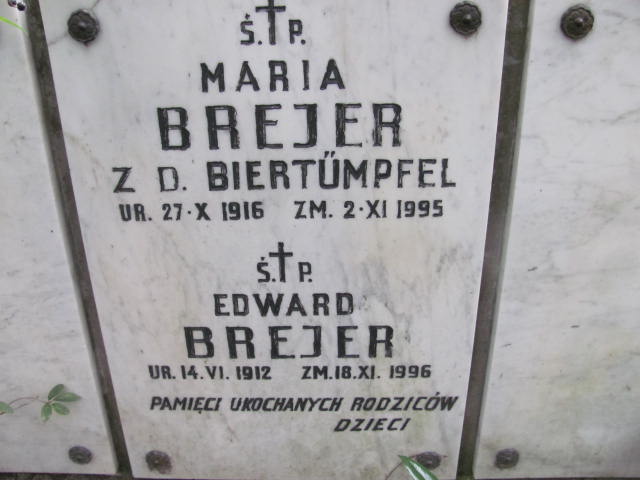 Ś.†P.
MARIA
BREJER
Z D. BIERTŰMPFEL
UR. 27·X 1916 ZM. 2·XI 1995
Ś.†P.
EDWARD
BREJER
UR. 14.VI. 1912 ZM.18.XI. 1996
PAMIĘCI UKOCHANYCH RODZICÓW
DZIECI